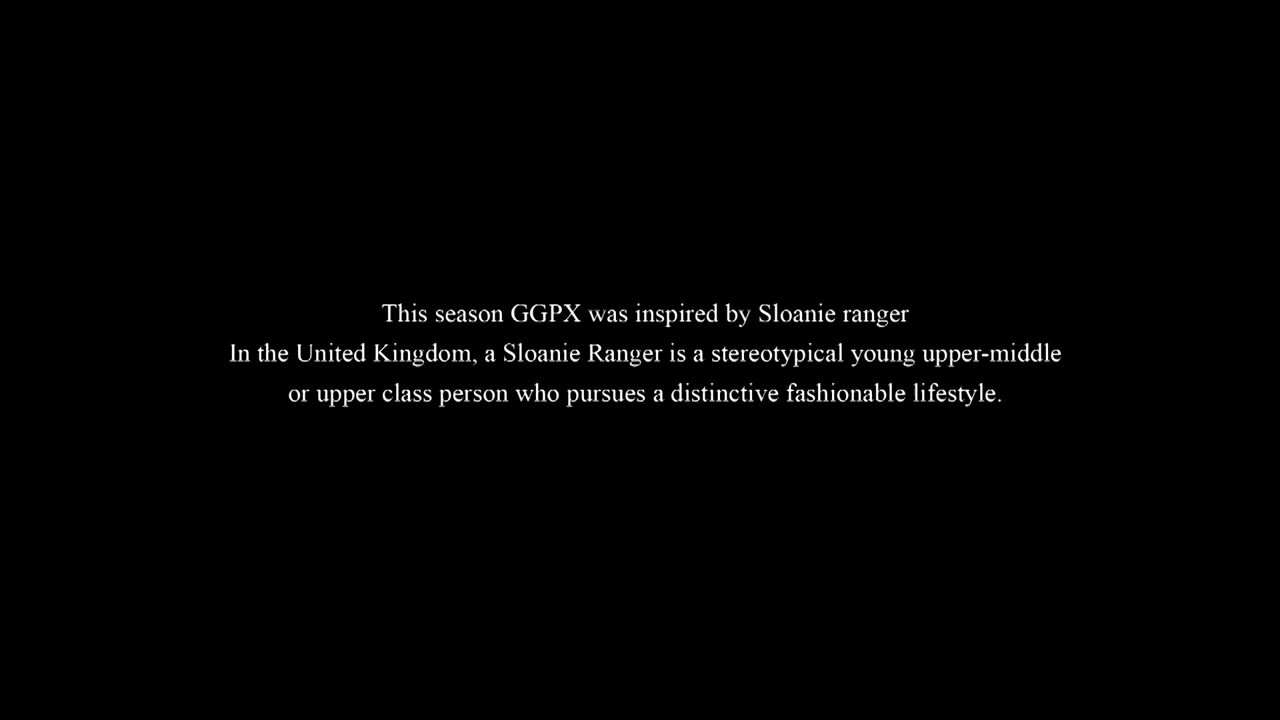 This season GGPX was inspired by Sloanie ranger
In the United Kingdom, a Sloanie Ranger is a stereotypical young upper-middle
or upper class person who pursues a distinctive fashionable lifestyle.